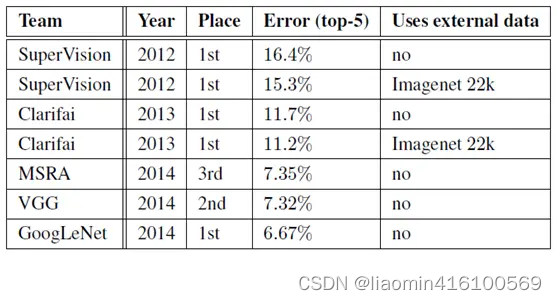 Team Year Place Error (top-5) Uses external data
SuperVision 2012 1st 16.4% no
SuperVision 2012 1st 15.3% Imagenet 22k
Clarifai 2013 1st 11.7% no
Clarifai 2013 1st 11.2% Imagenet 22k
MSRA 2014 3rd 7.35% no
VGG 2014 2nd 7.32% no
GoogLeNet 2014 1st 6.67% no
CSDN @liaomin416100569